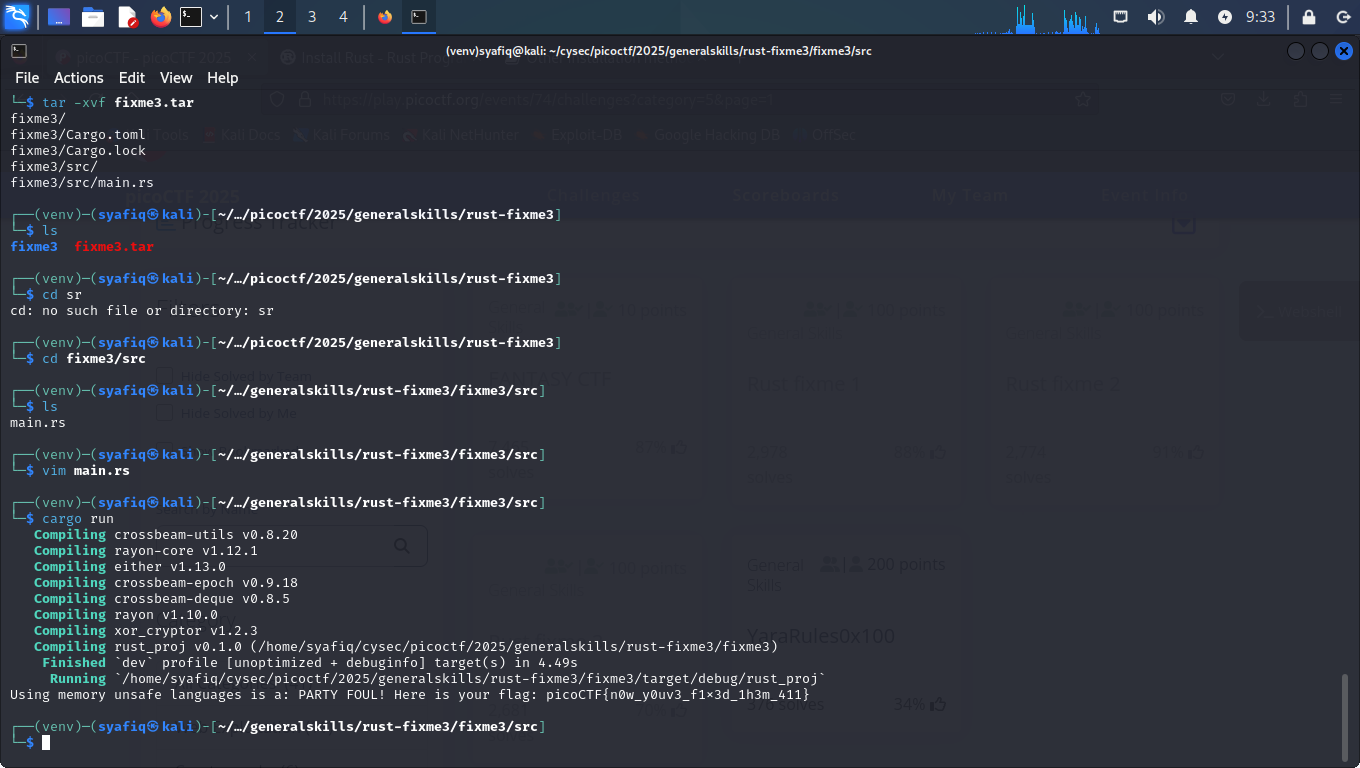 1 2 3 4 9:33
(venv)syafiq@kali: ~/cysec/picoctf/2025/generalskills/rust-fixme3/fixme3/src
File Actions Edit View Help
└─$ tar -xvf fixme3.tar
fixme3/
fixme3/Cargo.toml
fixme3/Cargo.lock
fixme3/src/
fixme3/src/main.rs
┌──(venv)─(syafiq㉿kali)-[~/…/picoctf/2025/generalskills/rust-fixme3]
└─$ ls
fixme3 fixme3.tar
┌──(venv)─(syafiq㉿kali)-[~/…/picoctf/2025/generalskills/rust-fixme3]
└─$ cd sr
cd: no such file or directory: sr
┌──(venv)─(syafiq㉿kali)-[~/…/picoctf/2025/generalskills/rust-fixme3]
└─$ cd fixme3/src
┌──(venv)─(syafiq㉿kali)-[~/…/generalskills/rust-fixme3/fixme3/src]
└─$ ls
main.rs
┌──(venv)─(syafiq㉿kali)-[~/…/generalskills/rust-fixme3/fixme3/src]
└─$ vim main.rs
┌──(venv)─(syafiq㉿kali)-[~/…/generalskills/rust-fixme3/fixme3/src]
└─$ cargo run
Compiling crossbeam-utils v0.8.20
Compiling rayon-core v1.12.1
Compiling either v1.13.0
Compiling crossbeam-epoch v0.9.18
Compiling crossbeam-deque v0.8.5
Compiling rayon v1.10.0
Compiling xor_cryptor v1.2.3
Compiling rust_proj v0.1.0 (/home/syafiq/cysec/picoctf/2025/generalskills/rust-fixme3/fixme3)
Finished `dev` profile [unoptimized + debuginfo] target(s) in 4.49s
Running `/home/syafiq/cysec/picoctf/2025/generalskills/rust-fixme3/fixme3/target/debug/rust_proj`
Using memory unsafe languages is a: PARTY FOUL! Here is your flag: picoCTF{n0w_y0uv3_f1×3d_1h3m_411}
┌──(venv)─(syafiq㉿kali)-[~/…/generalskills/rust-fixme3/fixme3/src]
└─$
General Skills
200 points
YaraRules0x100
376 solves
34%